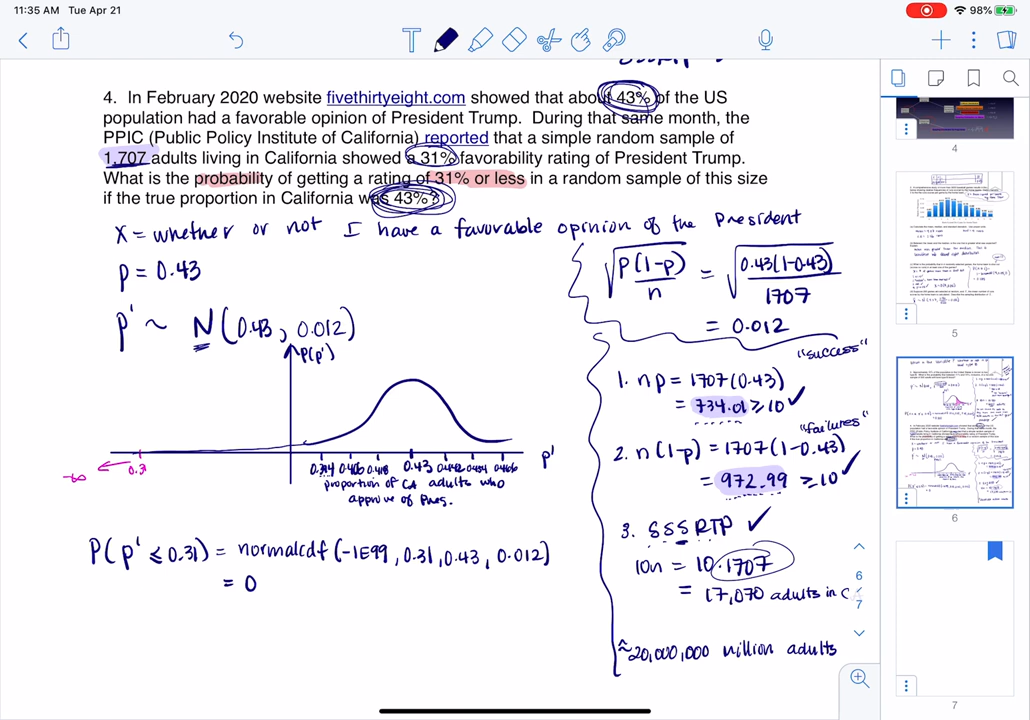 11:35 AM Tue Apr 21
98%
T
4. In February 2020 website fivethirtyeight.com showed that about 43% of the US
population had a favorable opinion of President Trump. During that same month, the
PPIC (Public Policy Institute of California) reported that a simple random sample of
1,707 adults living in California showed a 31% favorability rating of President Trump.
What is the probability of getting a rating of 31% or less in a random sample of this size
if the true proportion in California was 43%?
X = whether or not I have a favorable opinion of the President
p = 0.43
p' ~ N(0.43, 0.012)
√(p(1-p)/n) = √(0.43(1-0.43)/1707)
= 0.012
P(p')
0.3
-∞
0.394 0.406 0.418 0.43 0.442 0.454 0.466 p'
proportion of CA adults who
approve of Pres.
P(p' ≤ 0.31) = normalcdf(-1E99, 0.31, 0.43, 0.012)
= 0
"success"
1. np = 1707(0.43)
= 734.01 ≥ 10 ✓
"failures"
2. n(1-p) = 1707(1-0.43)
= 972.99 ≥ 10 ✓
3. SSSRTP ✓
10n = 10·1707
= 17,070 adults in C
≈20,000,000 million adults
6
7
4
5
6
7